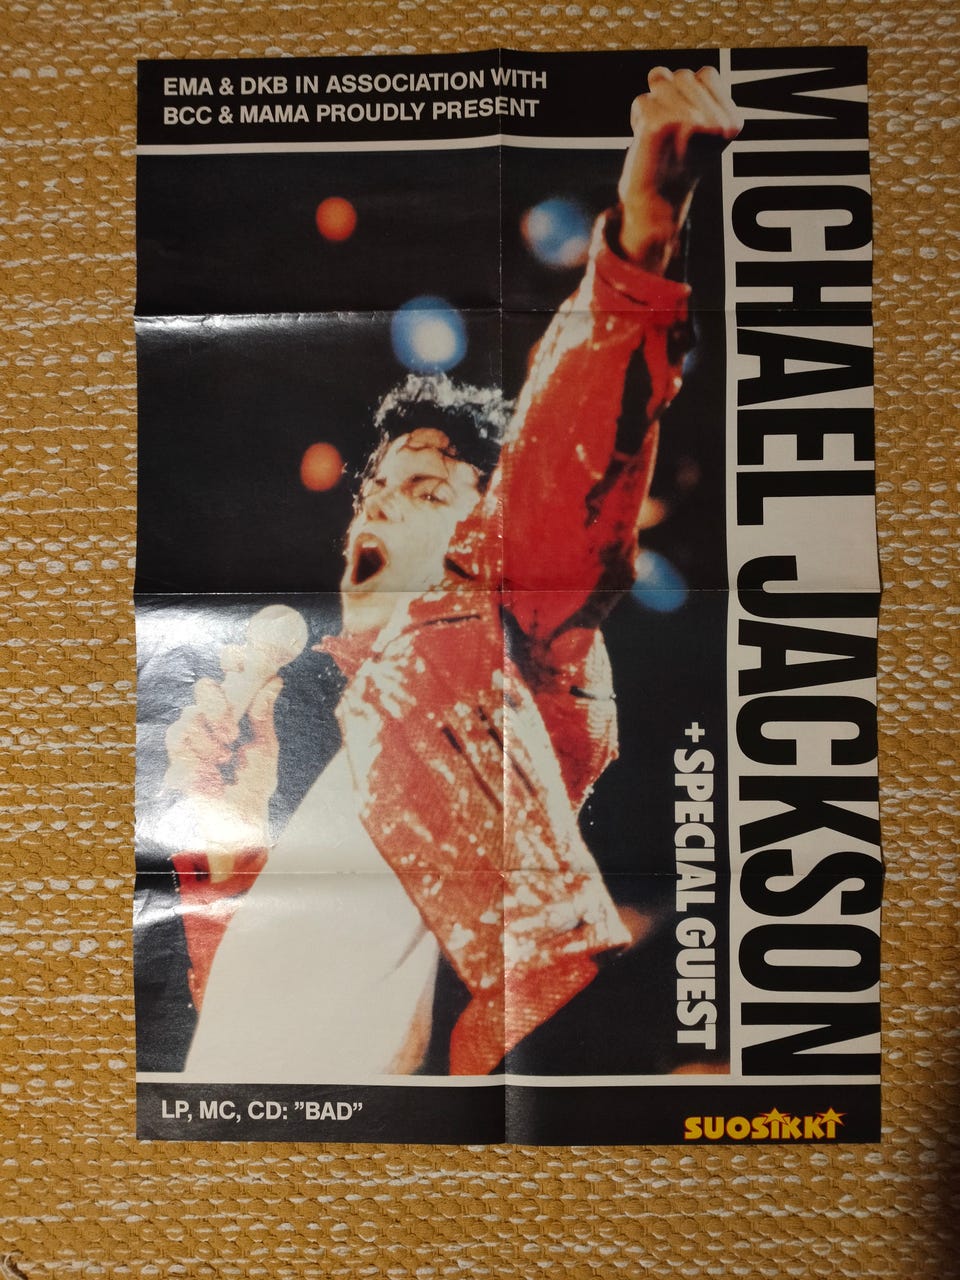 EMA & DKB IN ASSOCIATION WITH
BCC & MAMA PROUDLY PRESENT
MICHAEL JACKSON
+ SPECIAL GUEST
LP, MC, CD: ”BAD”
SUOSIKKI